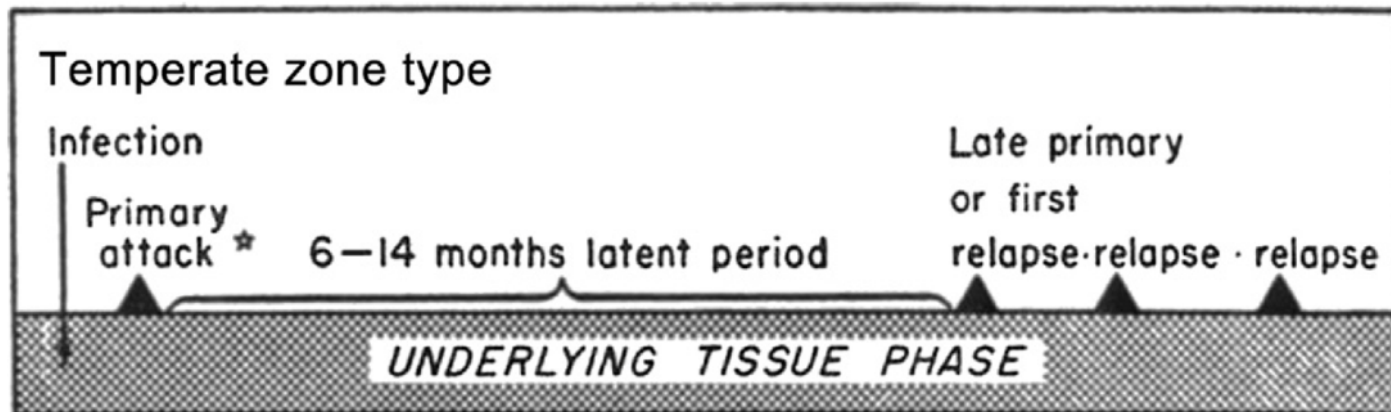 Temperate zone type
Infection
Primary
attack ☆ 6–14 months latent period
Late primary
or first
relapse · relapse · relapse
UNDERLYING TISSUE PHASE